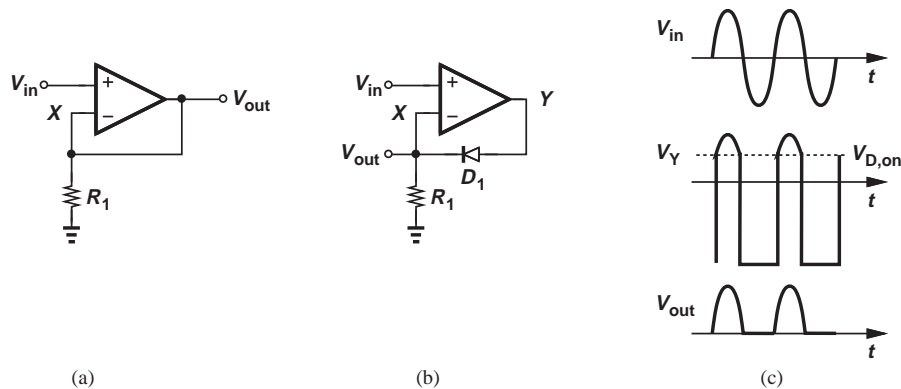 V_in
+
X
−
V_out
R_1
(a)
V_in
+
X
−
Y
V_out
D_1
R_1
(b)
V_in
t
V_Y
V_D,on
t
V_out
t
(c)